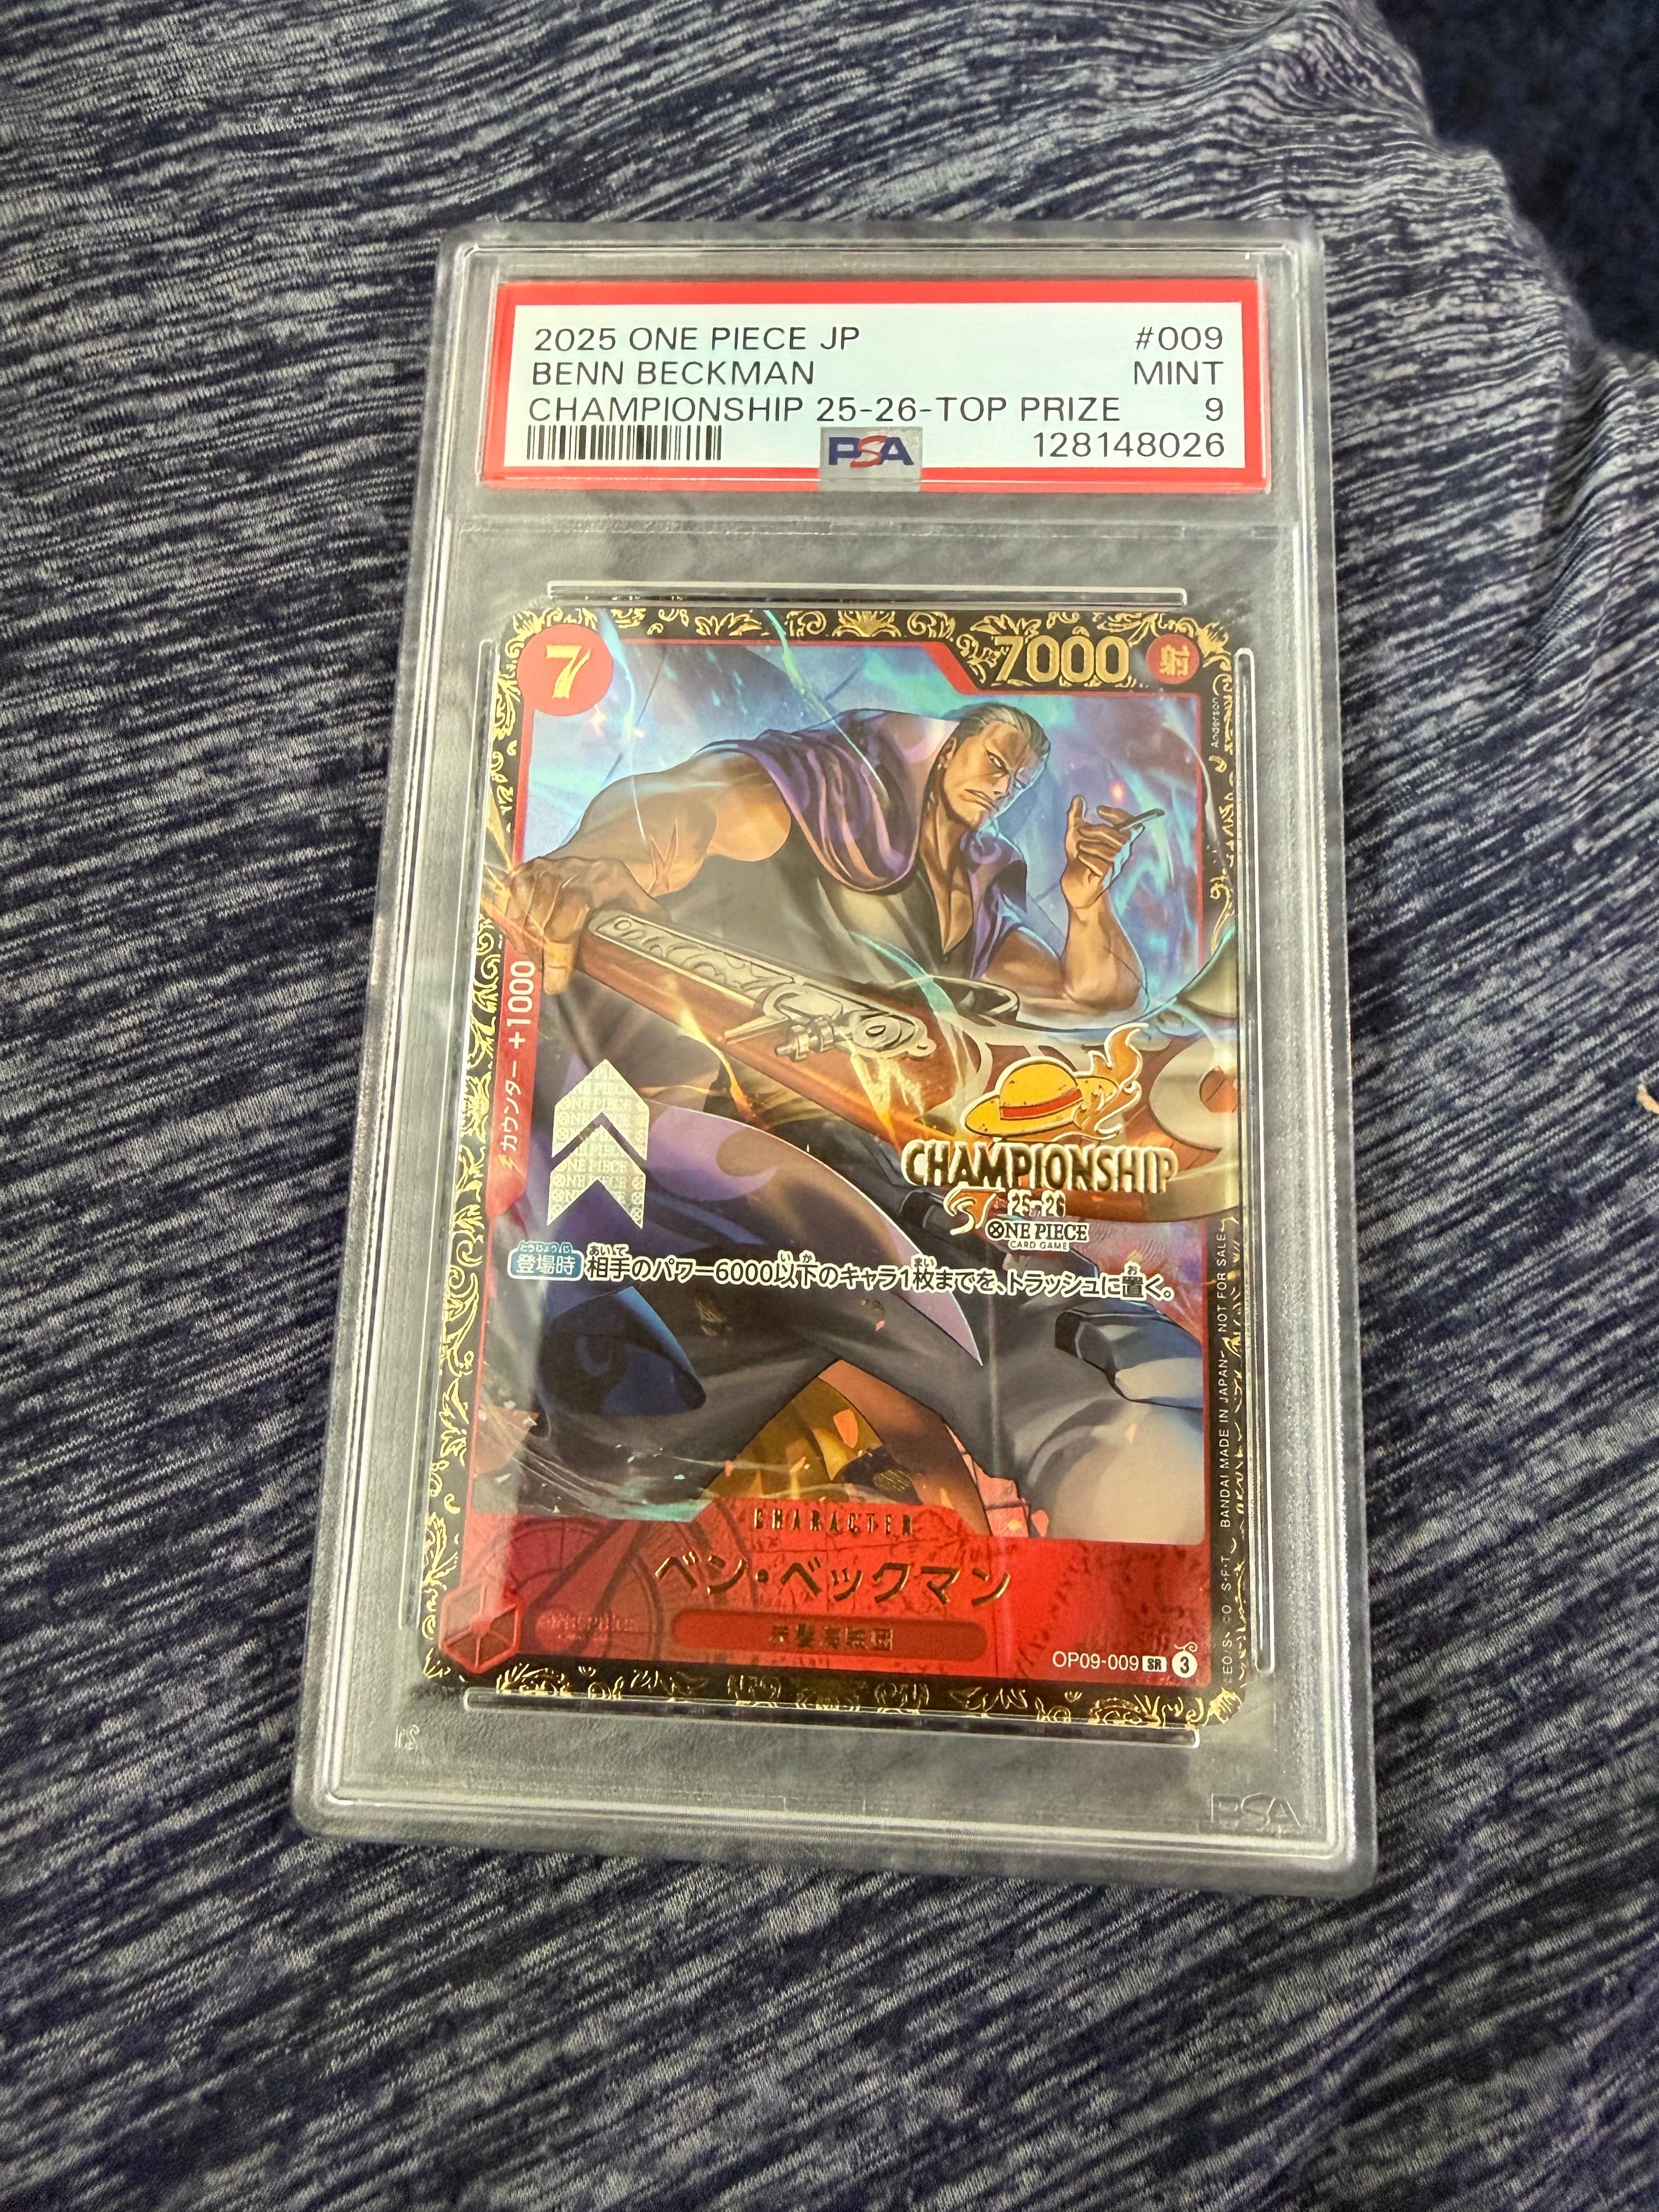 2025 ONE PIECE JP #009
BENN BECKMAN MINT
CHAMPIONSHIP 25-26-TOP PRIZE 9
PSA 128148026
7
7000
Anderson
カウンター +1000
CHAMPIONSHIP
25-26
ONE PIECE
CARD GAME
登場時 相手のパワー6000以下のキャラ1枚までを、トラッシュに置く。
BANDAI MADE IN JAPAN NOT FOR SALE
CHARACTER
ベン・ベックマン
OP09-009 SR 3
PSA